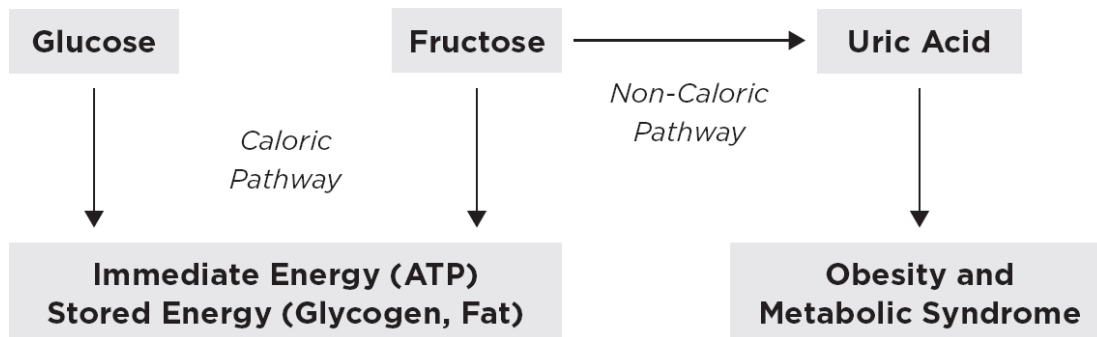 Glucose
Fructose
Uric Acid
Non-Caloric
Pathway
Caloric
Pathway
Immediate Energy (ATP)
Stored Energy (Glycogen, Fat)
Obesity and
Metabolic Syndrome